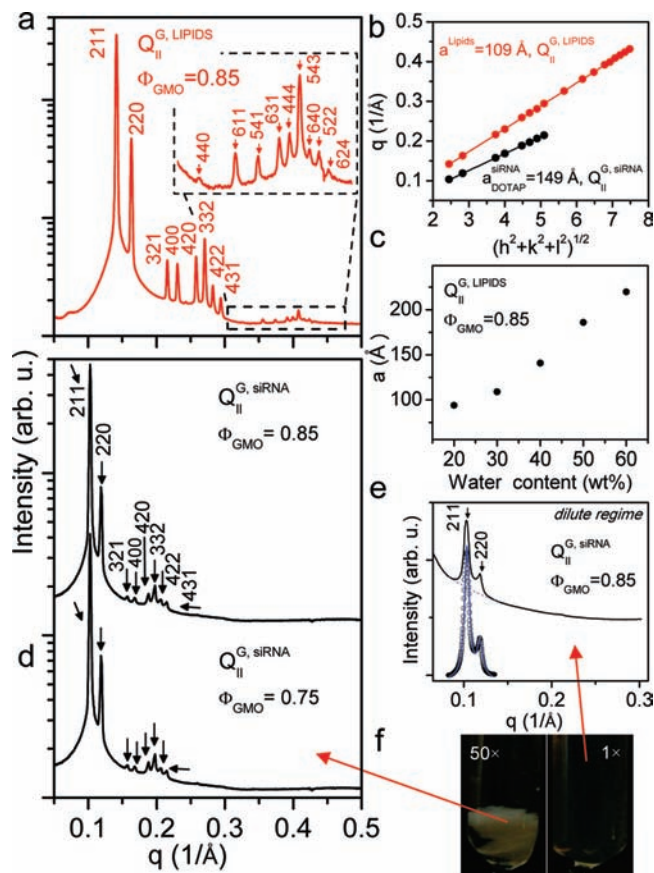 a
211
Q_II^G, LIPIDS
Φ_GMO=0.85
220
440
611
541
631
444
543
640
522
624
321
400
420
332
422
431
b
q (1/Å)
0.4
0.3
0.2
0.1
a^Lipids=109Å, Q_II^G, LIPIDS
a_DOTAP^siRNA=149 Å, Q_II^G, siRNA
2 3 4 5 6 7 8
(h²+k²+l²)^1/2
c
a (Å)
200
150
100
Q_II^G, LIPIDS
Φ_GMO=0.85
20 30 40 50 60
Water content (wt%)
Intensity (arb. u.)
211
220
Q_II^G, siRNA
Φ_GMO= 0.85
321
400
420
332
422
431
d
Q_II^G, siRNA
Φ_GMO= 0.75
0.1 0.2 0.3 0.4 0.5
q (1/Å)
e
dilute regime
211
220
Q_II^G, siRNA
Φ_GMO=0.85
Intensity (arb. u.)
0.1 0.2 0.3
q (1/Å)
f
50× 1×